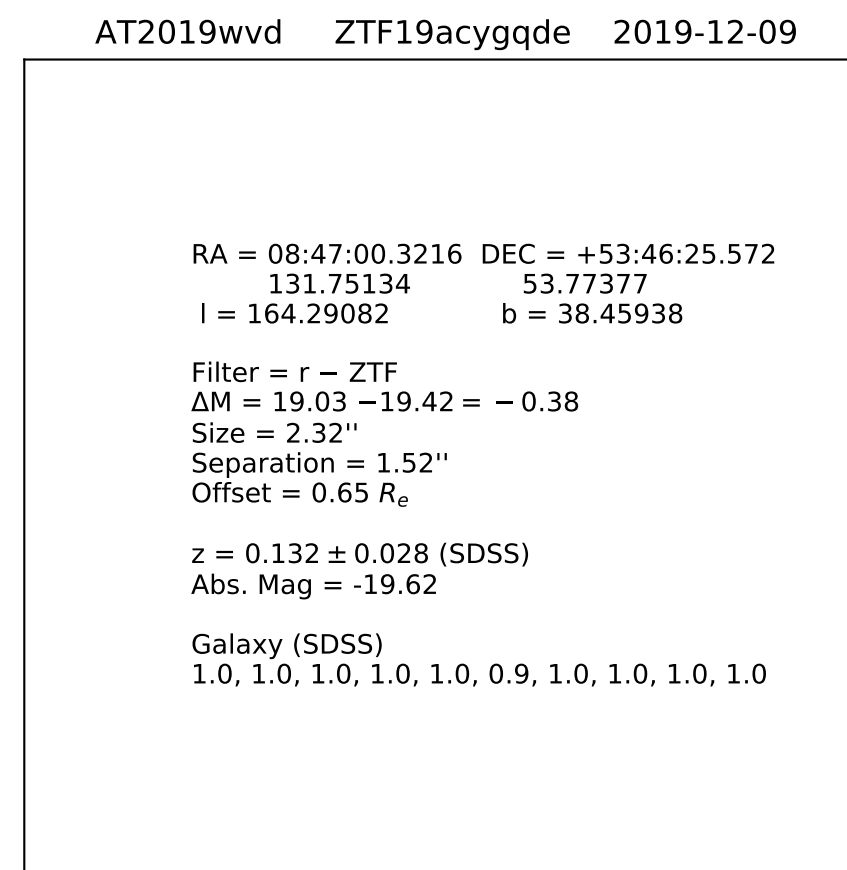 AT2019wvd ZTF19acygqde 2019-12-09
RA = 08:47:00.3216 DEC = +53:46:25.572
131.75134 53.77377
l = 164.29082 b = 38.45938
Filter = r − ZTF
ΔM = 19.03 −19.42 = − 0.38
Size = 2.32''
Separation = 1.52''
Offset = 0.65 Rₑ
z = 0.132 ± 0.028 (SDSS)
Abs. Mag = -19.62
Galaxy (SDSS)
1.0, 1.0, 1.0, 1.0, 1.0, 0.9, 1.0, 1.0, 1.0, 1.0